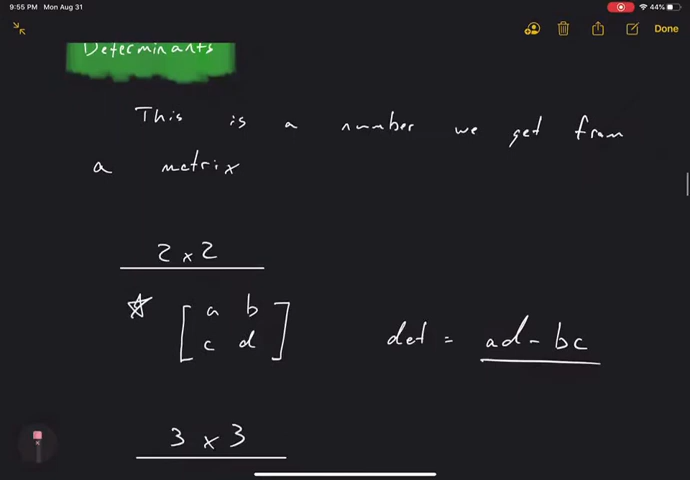 9:55 PM Mon Aug 31
44%
Done
Determinants
This is a number we get from
a matrix
2 x 2
[a b
c d] det = ad - bc
3 x 3